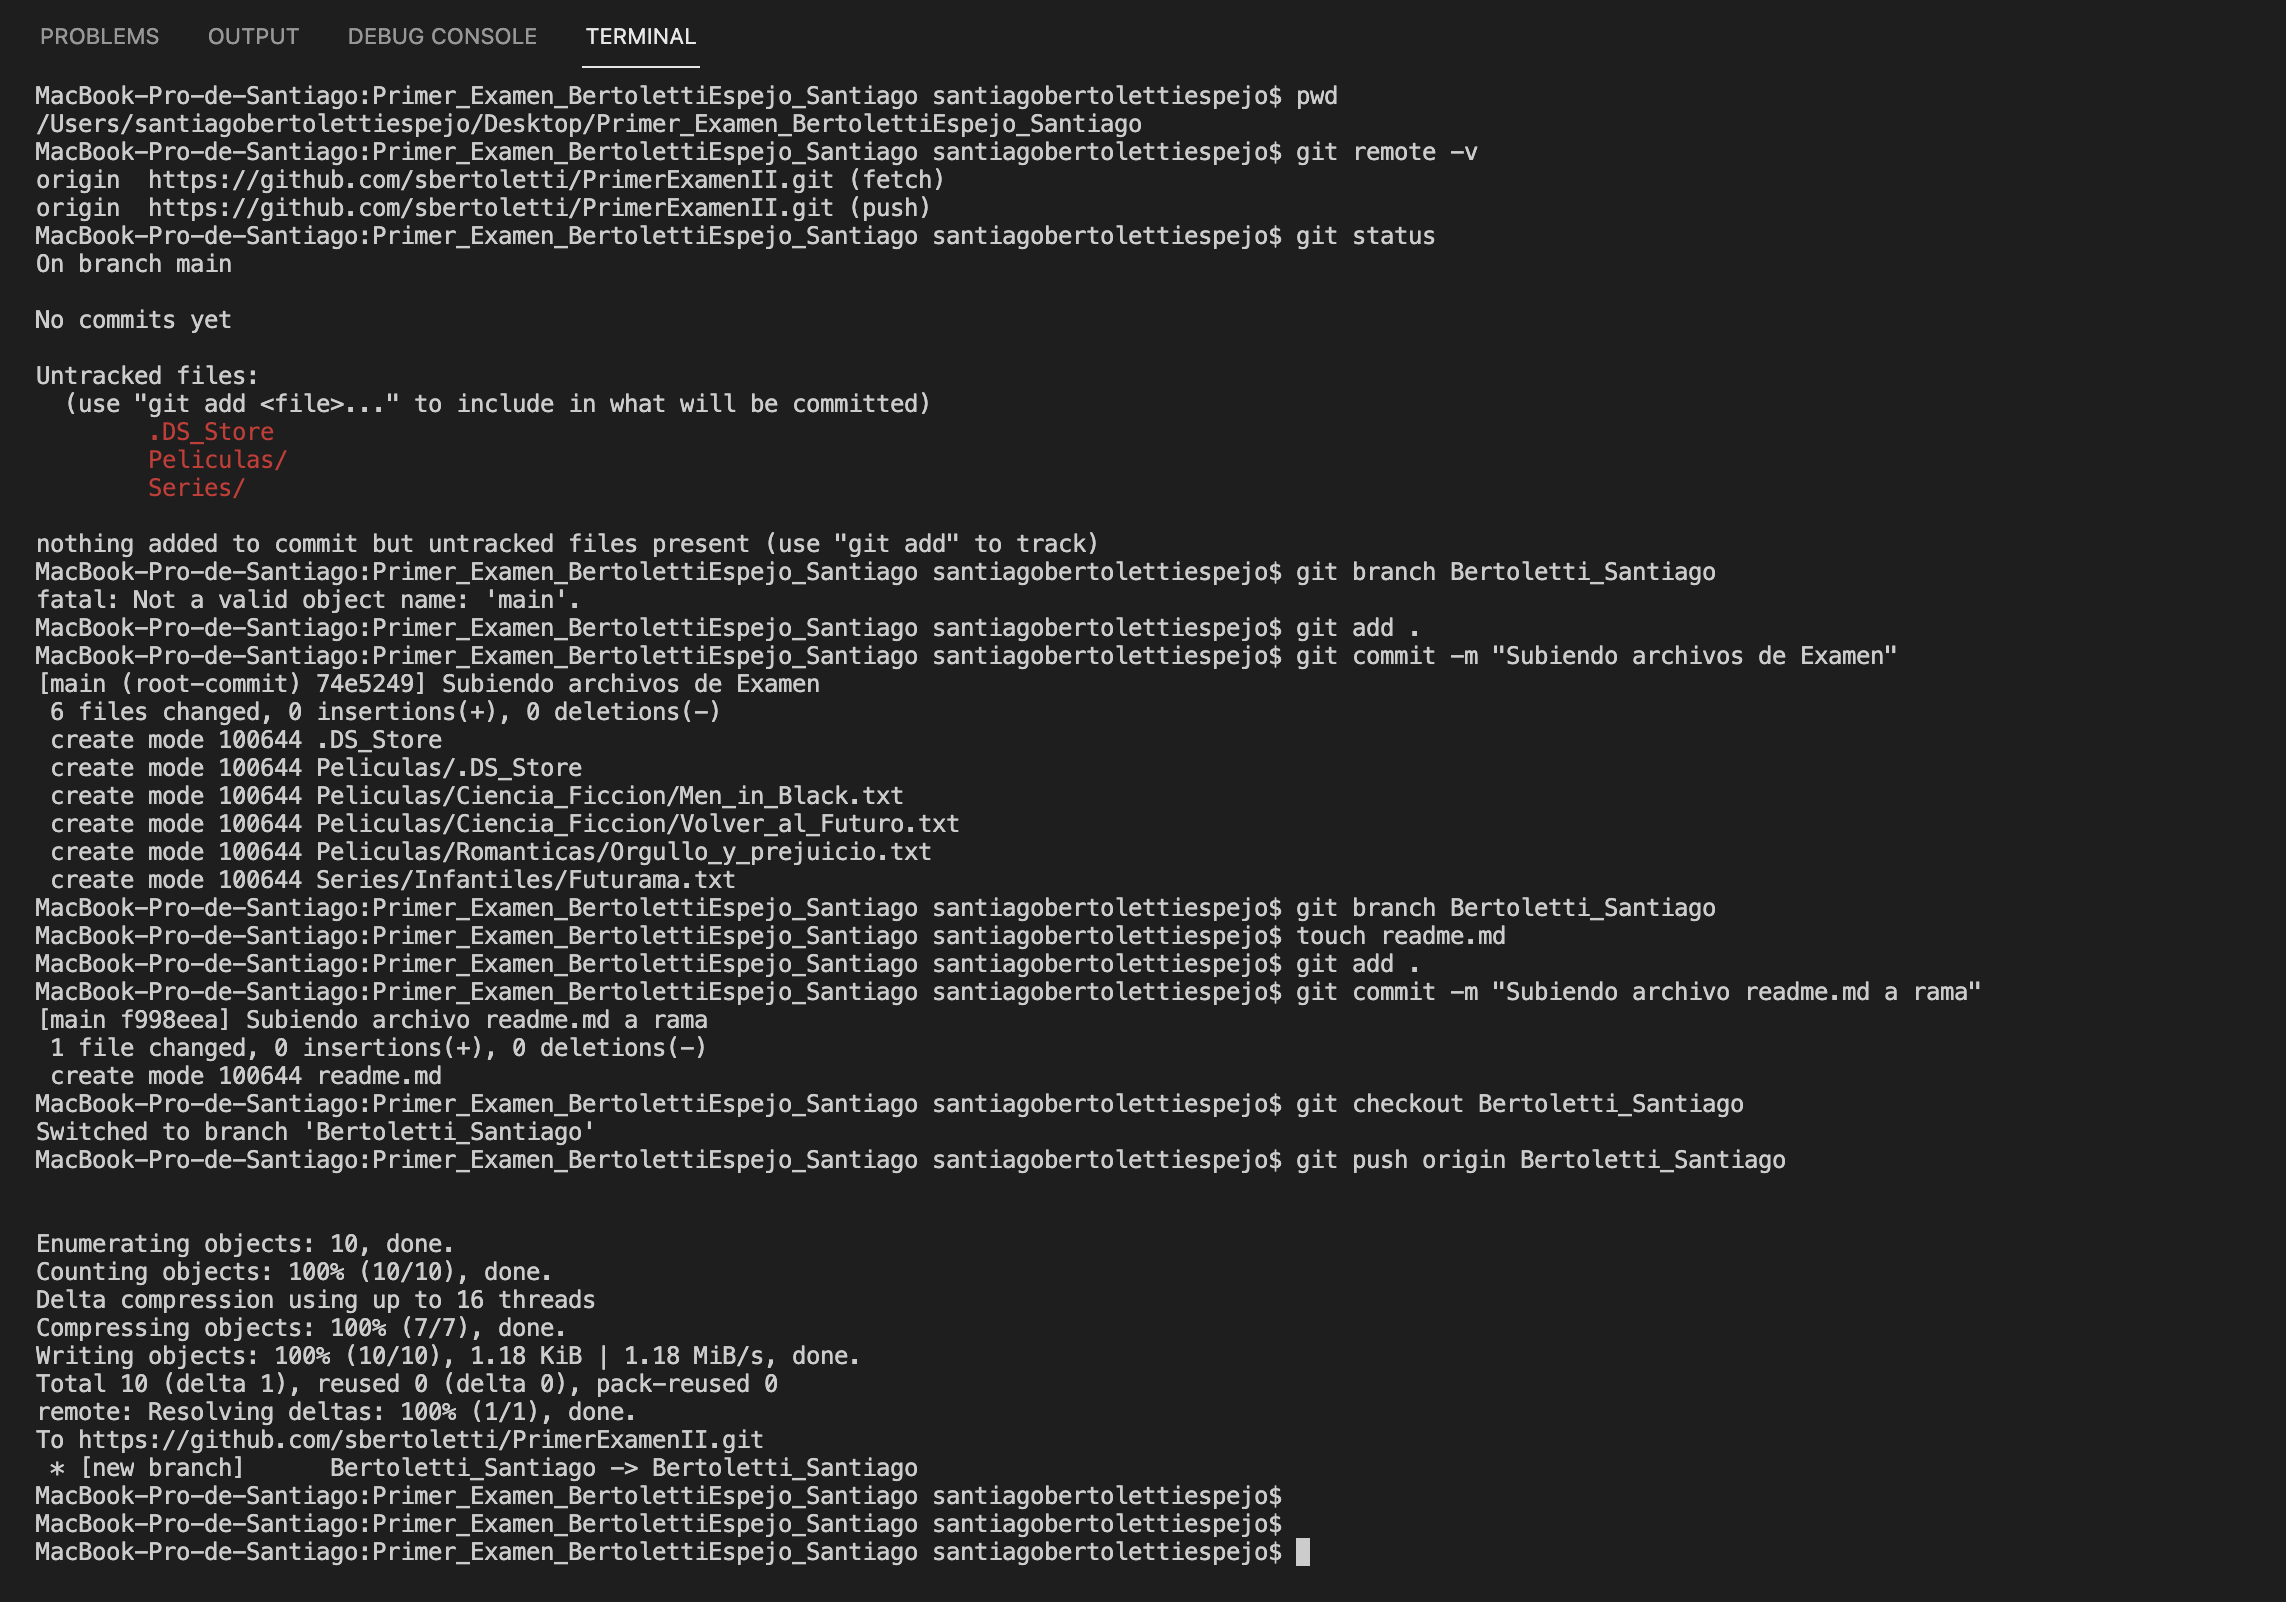 PROBLEMS OUTPUT DEBUG CONSOLE TERMINAL
MacBook-Pro-de-Santiago:Primer_Examen_BertolettiEspejo_Santiago santiagobertolettiespejo$ pwd
/Users/santiagobertolettiespejo/Desktop/Primer_Examen_BertolettiEspejo_Santiago
MacBook-Pro-de-Santiago:Primer_Examen_BertolettiEspejo_Santiago santiagobertolettiespejo$ git remote -v
origin  https://github.com/sbertoletti/PrimerExamenII.git (fetch)
origin  https://github.com/sbertoletti/PrimerExamenII.git (push)
MacBook-Pro-de-Santiago:Primer_Examen_BertolettiEspejo_Santiago santiagobertolettiespejo$ git status
On branch main
No commits yet
Untracked files:
  (use "git add <file>..." to include in what will be committed)
        .DS_Store
        Peliculas/
        Series/
nothing added to commit but untracked files present (use "git add" to track)
MacBook-Pro-de-Santiago:Primer_Examen_BertolettiEspejo_Santiago santiagobertolettiespejo$ git branch Bertoletti_Santiago
fatal: Not a valid object name: 'main'.
MacBook-Pro-de-Santiago:Primer_Examen_BertolettiEspejo_Santiago santiagobertolettiespejo$ git add .
MacBook-Pro-de-Santiago:Primer_Examen_BertolettiEspejo_Santiago santiagobertolettiespejo$ git commit -m "Subiendo archivos de Examen"
[main (root-commit) 74e5249] Subiendo archivos de Examen
 6 files changed, 0 insertions(+), 0 deletions(-)
 create mode 100644 .DS_Store
 create mode 100644 Peliculas/.DS_Store
 create mode 100644 Peliculas/Ciencia_Ficcion/Men_in_Black.txt
 create mode 100644 Peliculas/Ciencia_Ficcion/Volver_al_Futuro.txt
 create mode 100644 Peliculas/Romanticas/Orgullo_y_prejuicio.txt
 create mode 100644 Series/Infantiles/Futurama.txt
MacBook-Pro-de-Santiago:Primer_Examen_BertolettiEspejo_Santiago santiagobertolettiespejo$ git branch Bertoletti_Santiago
MacBook-Pro-de-Santiago:Primer_Examen_BertolettiEspejo_Santiago santiagobertolettiespejo$ touch readme.md
MacBook-Pro-de-Santiago:Primer_Examen_BertolettiEspejo_Santiago santiagobertolettiespejo$ git add .
MacBook-Pro-de-Santiago:Primer_Examen_BertolettiEspejo_Santiago santiagobertolettiespejo$ git commit -m "Subiendo archivo readme.md a rama"
[main f998eea] Subiendo archivo readme.md a rama
 1 file changed, 0 insertions(+), 0 deletions(-)
 create mode 100644 readme.md
MacBook-Pro-de-Santiago:Primer_Examen_BertolettiEspejo_Santiago santiagobertolettiespejo$ git checkout Bertoletti_Santiago
Switched to branch 'Bertoletti_Santiago'
MacBook-Pro-de-Santiago:Primer_Examen_BertolettiEspejo_Santiago santiagobertolettiespejo$ git push origin Bertoletti_Santiago
Enumerating objects: 10, done.
Counting objects: 100% (10/10), done.
Delta compression using up to 16 threads
Compressing objects: 100% (7/7), done.
Writing objects: 100% (10/10), 1.18 KiB | 1.18 MiB/s, done.
Total 10 (delta 1), reused 0 (delta 0), pack-reused 0
remote: Resolving deltas: 100% (1/1), done.
To https://github.com/sbertoletti/PrimerExamenII.git
 * [new branch]      Bertoletti_Santiago -> Bertoletti_Santiago
MacBook-Pro-de-Santiago:Primer_Examen_BertolettiEspejo_Santiago santiagobertolettiespejo$
MacBook-Pro-de-Santiago:Primer_Examen_BertolettiEspejo_Santiago santiagobertolettiespejo$
MacBook-Pro-de-Santiago:Primer_Examen_BertolettiEspejo_Santiago santiagobertolettiespejo$